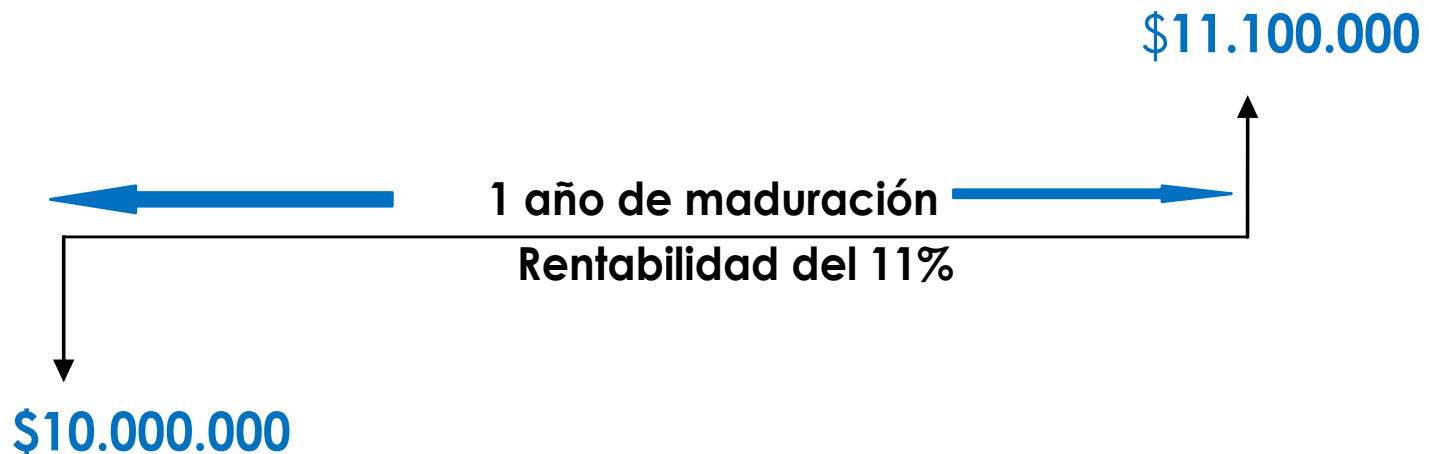 $11.100.000
1 año de maduración
Rentabilidad del 11%
$10.000.000